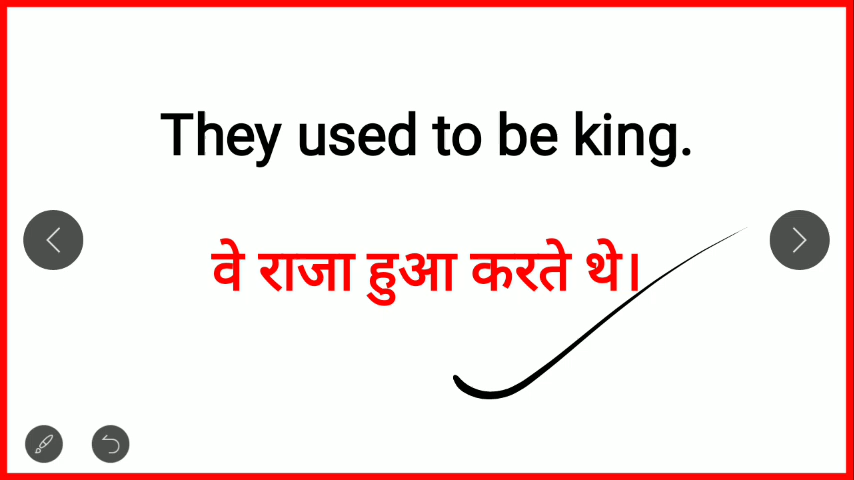 They used to be king.
वे राजा हुआ करते थे।